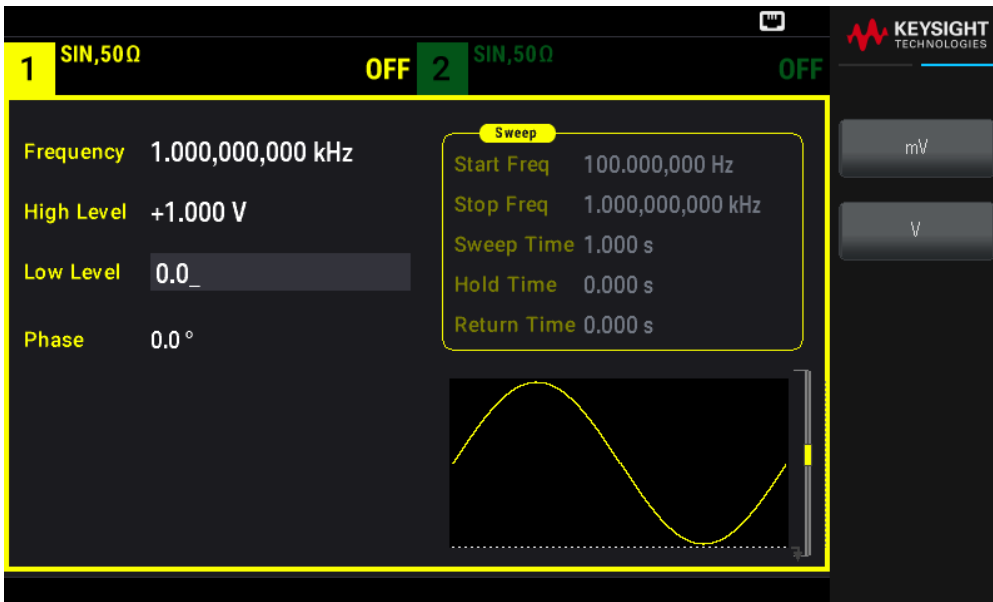 KEYSIGHT
TECHNOLOGIES
1 SIN,50Ω OFF 2 SIN,50Ω OFF
Sweep
Frequency 1.000,000,000 kHz
Start Freq 100.000,000 Hz
High Level +1.000 V
Stop Freq 1.000,000,000 kHz
Sweep Time 1.000 s
Low Level 0.0_
Hold Time 0.000 s
Return Time 0.000 s
Phase 0.0 °
mV
V